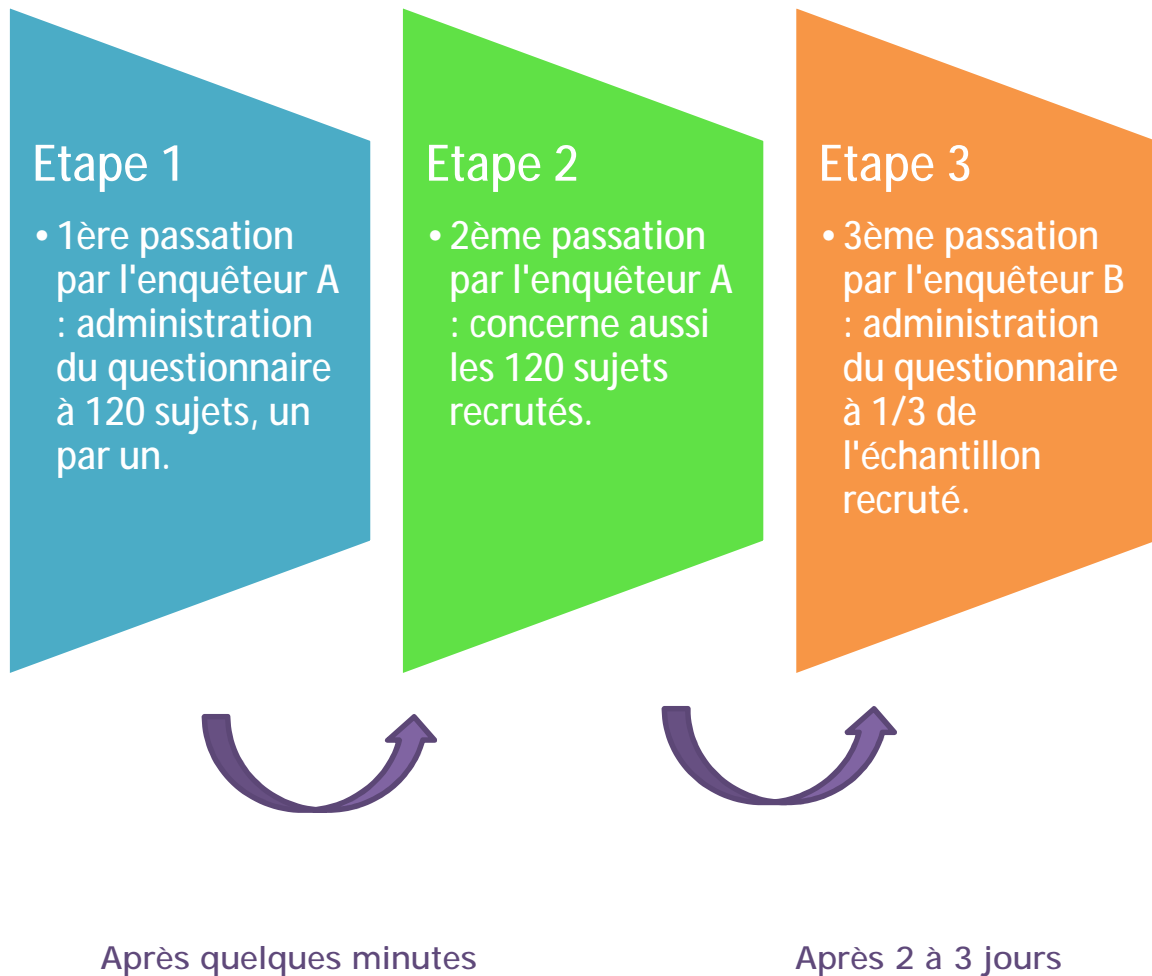 Etape 1
• 1ère passation
par l'enquêteur A
: administration
du questionnaire
à 120 sujets, un
par un.
Etape 2
• 2ème passation
par l'enquêteur A
: concerne aussi
les 120 sujets
recrutés.
Etape 3
• 3ème passation
par l'enquêteur B
: administration
du questionnaire
à 1/3 de
l'échantillon
recruté.
Après quelques minutes
Après 2 à 3 jours